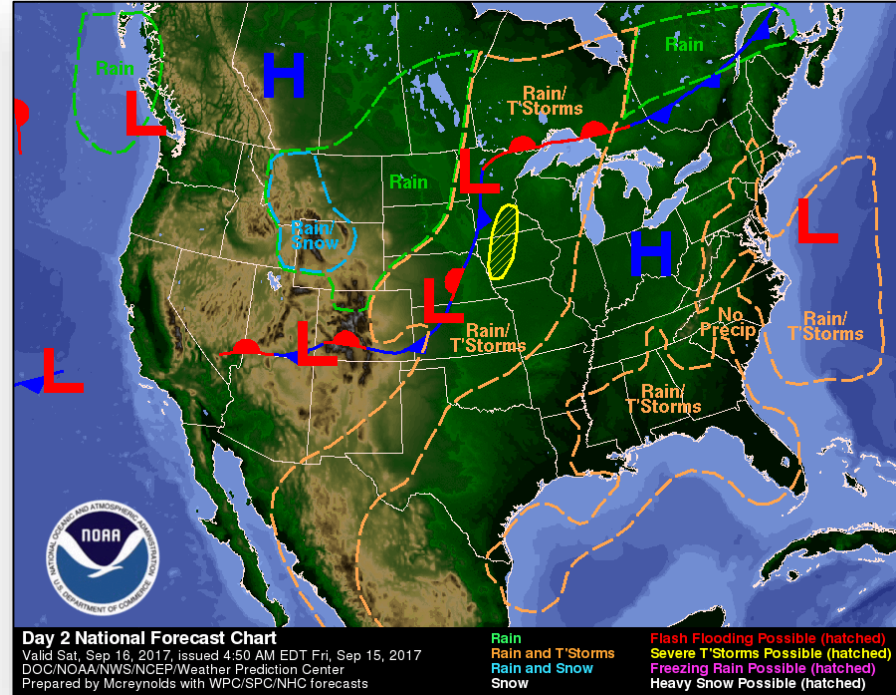 Rain
H
Rain
L
Rain/
T'Storms
L
Rain
Rain/
Snow
L
H
L
No
Precip
Rain/
T'Storms
L
Rain/
T'Storms
L
Rain/
T'Storms
NATIONAL OCEANIC AND ATMOSPHERIC ADMINISTRATION
NOAA
U.S. DEPARTMENT OF COMMERCE
Day 2 National Forecast Chart
Valid Sat, Sep 16, 2017, issued 4:50 AM EDT Fri, Sep 15, 2017
DOC/NOAA/NWS/NCEP/Weather Prediction Center
Prepared by Mcreynolds with WPC/SPC/NHC forecasts
Rain
Rain and T'Storms
Rain and Snow
Snow
Flash Flooding Possible (hatched)
Severe T'Storms Possible (hatched)
Freezing Rain Possible (hatched)
Heavy Snow Possible (hatched)